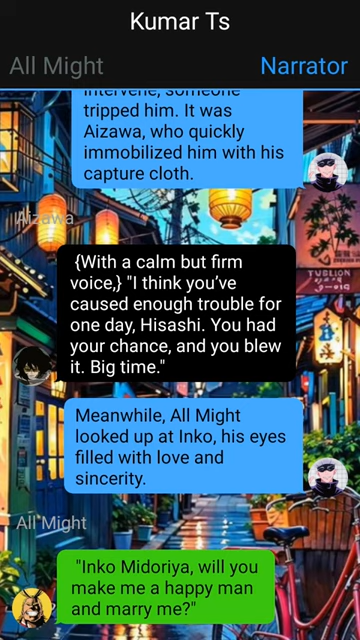 Kumar Ts
All Might
Narrator
intervene, someone
tripped him. It was
Aizawa, who quickly
immobilized him with his
capture cloth.
Aizawa
{With a calm but firm
voice,} "I think you've
caused enough trouble for
one day, Hisashi. You had
your chance, and you blew
it. Big time."
Meanwhile, All Might
looked up at Inko, his eyes
filled with love and
sincerity.
All Might
"Inko Midoriya, will you
make me a happy man
and marry me?"